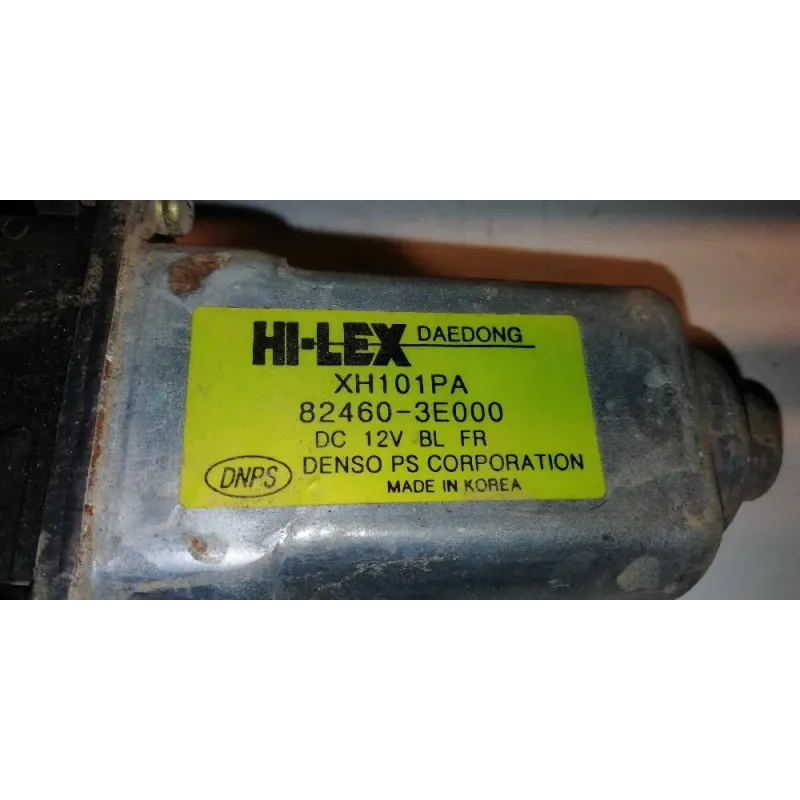 HI-LEX DAEDONG
XH101PA
82460-3E000
DC 12V BL FR
DNPS DENSO PS CORPORATION
MADE IN KOREA